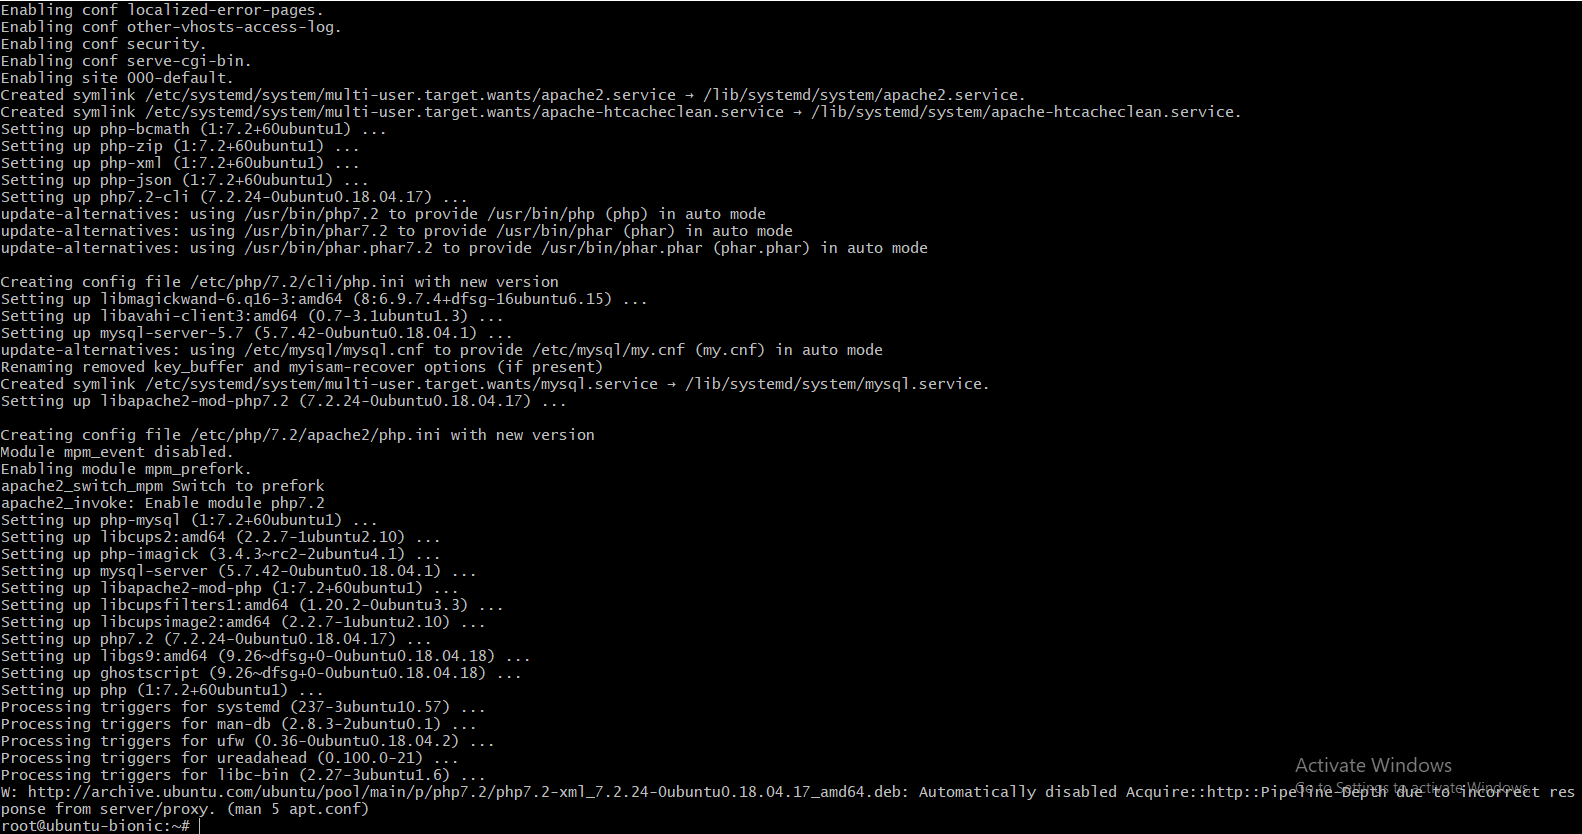 Enabling conf localized-error-pages.
Enabling conf other-vhosts-access-log.
Enabling conf security.
Enabling conf serve-cgi-bin.
Enabling site 000-default.
Created symlink /etc/systemd/system/multi-user.target.wants/apache2.service → /lib/systemd/system/apache2.service.
Created symlink /etc/systemd/system/multi-user.target.wants/apache-htcacheclean.service → /lib/systemd/system/apache-htcacheclean.service.
Setting up php-bcmath (1:7.2+60ubuntu1) ...
Setting up php-zip (1:7.2+60ubuntu1) ...
Setting up php-xml (1:7.2+60ubuntu1) ...
Setting up php-json (1:7.2+60ubuntu1) ...
Setting up php7.2-cli (7.2.24-0ubuntu0.18.04.17) ...
update-alternatives: using /usr/bin/php7.2 to provide /usr/bin/php (php) in auto mode
update-alternatives: using /usr/bin/phar7.2 to provide /usr/bin/phar (phar) in auto mode
update-alternatives: using /usr/bin/phar.phar7.2 to provide /usr/bin/phar.phar (phar.phar) in auto mode

Creating config file /etc/php/7.2/cli/php.ini with new version
Setting up libmagickwand-6.q16-3:amd64 (8:6.9.7.4+dfsg-16ubuntu6.15) ...
Setting up libavahi-client3:amd64 (0.7-3.1ubuntu1.3) ...
Setting up mysql-server-5.7 (5.7.42-0ubuntu0.18.04.1) ...
update-alternatives: using /etc/mysql/mysql.cnf to provide /etc/mysql/my.cnf (my.cnf) in auto mode
Renaming removed key_buffer and myisam-recover options (if present)
Created symlink /etc/systemd/system/multi-user.target.wants/mysql.service → /lib/systemd/system/mysql.service.
Setting up libapache2-mod-php7.2 (7.2.24-0ubuntu0.18.04.17) ...

Creating config file /etc/php/7.2/apache2/php.ini with new version
Module mpm_event disabled.
Enabling module mpm_prefork.
apache2_switch_mpm Switch to prefork
apache2_invoke: Enable module php7.2
Setting up php-mysql (1:7.2+60ubuntu1) ...
Setting up libcups2:amd64 (2.2.7-1ubuntu2.10) ...
Setting up php-imagick (3.4.3~rc2-2ubuntu4.1) ...
Setting up mysql-server (5.7.42-0ubuntu0.18.04.1) ...
Setting up libapache2-mod-php (1:7.2+60ubuntu1) ...
Setting up libcupsfilters1:amd64 (1.20.2-0ubuntu3.3) ...
Setting up libcupsimage2:amd64 (2.2.7-1ubuntu2.10) ...
Setting up php7.2 (7.2.24-0ubuntu0.18.04.17) ...
Setting up libgs9:amd64 (9.26~dfsg+0-0ubuntu0.18.04.18) ...
Setting up ghostscript (9.26~dfsg+0-0ubuntu0.18.04.18) ...
Setting up php (1:7.2+60ubuntu1) ...
Processing triggers for systemd (237-3ubuntu10.57) ...
Processing triggers for man-db (2.8.3-2ubuntu0.1) ...
Processing triggers for ufw (0.36-0ubuntu0.18.04.2) ...
Processing triggers for ureadahead (0.100.0-21) ...
Processing triggers for libc-bin (2.27-3ubuntu1.6) ...
W: http://archive.ubuntu.com/ubuntu/pool/main/p/php7.2/php7.2-xml_7.2.24-0ubuntu0.18.04.17_amd64.deb: Automatically disabled Acquire::http::Pipeline-Depth due to incorrect res
ponse from server/proxy. (man 5 apt.conf)
root@ubuntu-bionic:~#
Activate Windows
Go to Settings to activate Windows.